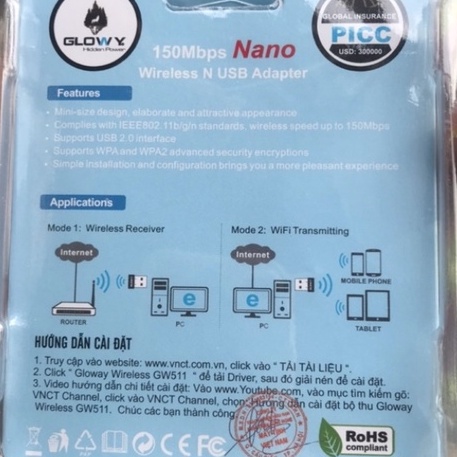 GLOWY
Hidden Power
150Mbps Nano
Wireless N USB Adapter
GLOBAL INSURANCE
PICC
USD: 300000
Features
Mini-size design, elaborate and attractive appearance
Complies with IEEE802.11b/g/n standards, wireless speed up to 150Mbps
Supports USB 2.0 interface
Supports WPA and WPA2 advanced security encryptions
Simple installation and configuration brings you a more pleasant experience
Applications
Mode 1: Wireless Receiver
Mode 2: WiFi Transmitting
Internet
Internet
MOBILE PHONE
ROUTER
PC
PC
TABLET
HƯỚNG DẪN CÀI ĐẶT
1. Truy cập vào website: www.vnct.com.vn, click vào " TẢI TÀI LIỆU ".
2. Click " Gloway Wireless GW511 " để tải Driver, sau đó giải nén để cài đặt.
3. Video hướng dẫn chi tiết cài đặt: Vào www.Youtube.com, vào mục tìm kiếm gõ:
VNCT Channel, click vào VNCT Channel, chọn: Hướng dẫn cài đặt bộ thu Gloway
Wireless GW511. Chúc các bạn thành công.
VIỆT NAM
CE
FC
RoHS
compliant